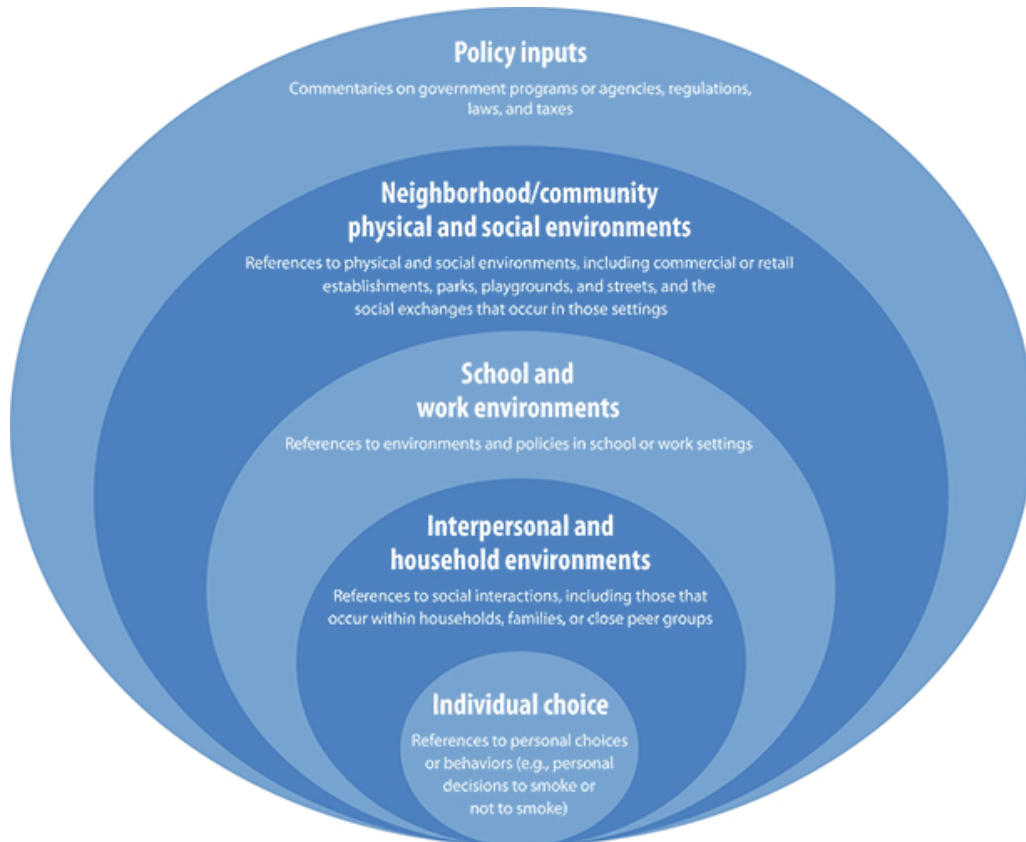 Policy inputs
Commentaries on government programs or agencies, regulations,
laws, and taxes
Neighborhood/community
physical and social environments
References to physical and social environments, including commercial or retail
establishments, parks, playgrounds, and streets, and the
social exchanges that occur in those settings
School and
work environments
References to environments and policies in school or work settings
Interpersonal and
household environments
References to social interactions, including those that
occur within households, families, or close peer groups
Individual choice
References to personal choices
or behaviors (e.g., personal
decisions to smoke or
not to smoke)